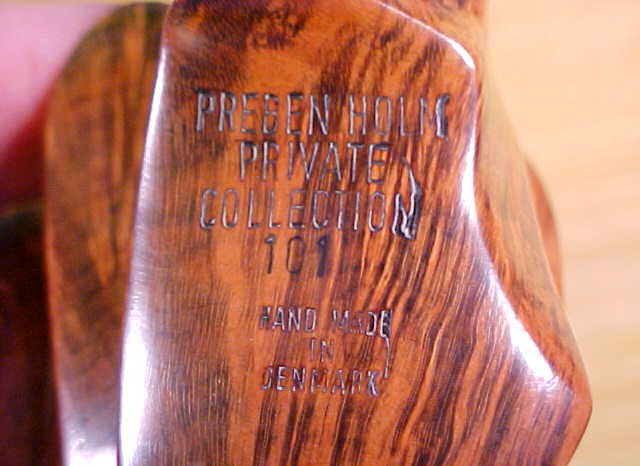 PREBEN HOLM
PRIVATE
COLLECTION
101
HAND MADE
IN
DENMARK